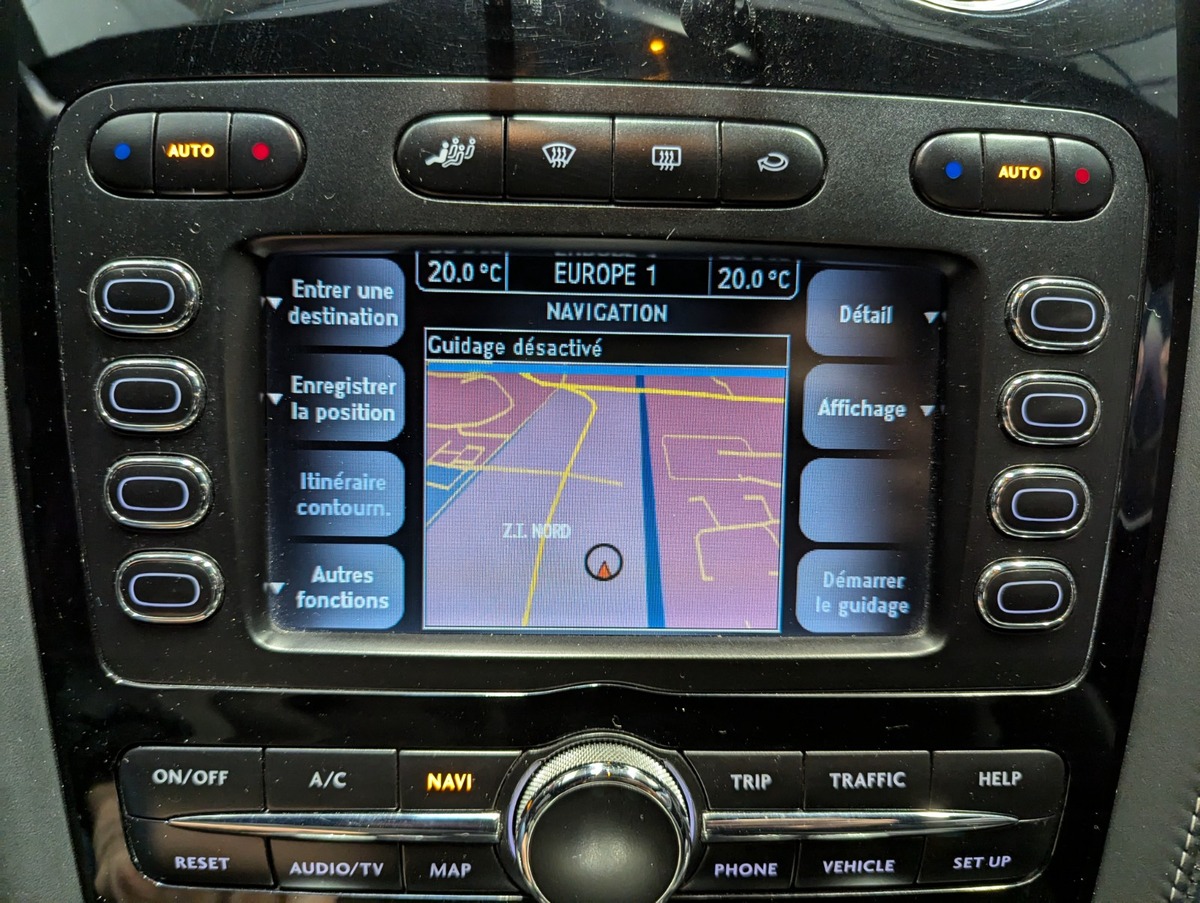 AUTO
AUTO
20.0 °C
EUROPE 1
20.0 °C
NAVIGATION
Guidage désactivé
Z.I. NORD
Entrer une
destination
Enregistrer
la position
Itinéraire
contourn.
Autres
fonctions
Détail
Affichage
Démarrer
le guidage
ON/OFF
A/C
NAVI
TRIP
TRAFFIC
HELP
RESET
AUDIO/TV
MAP
PHONE
VEHICLE
SET UP